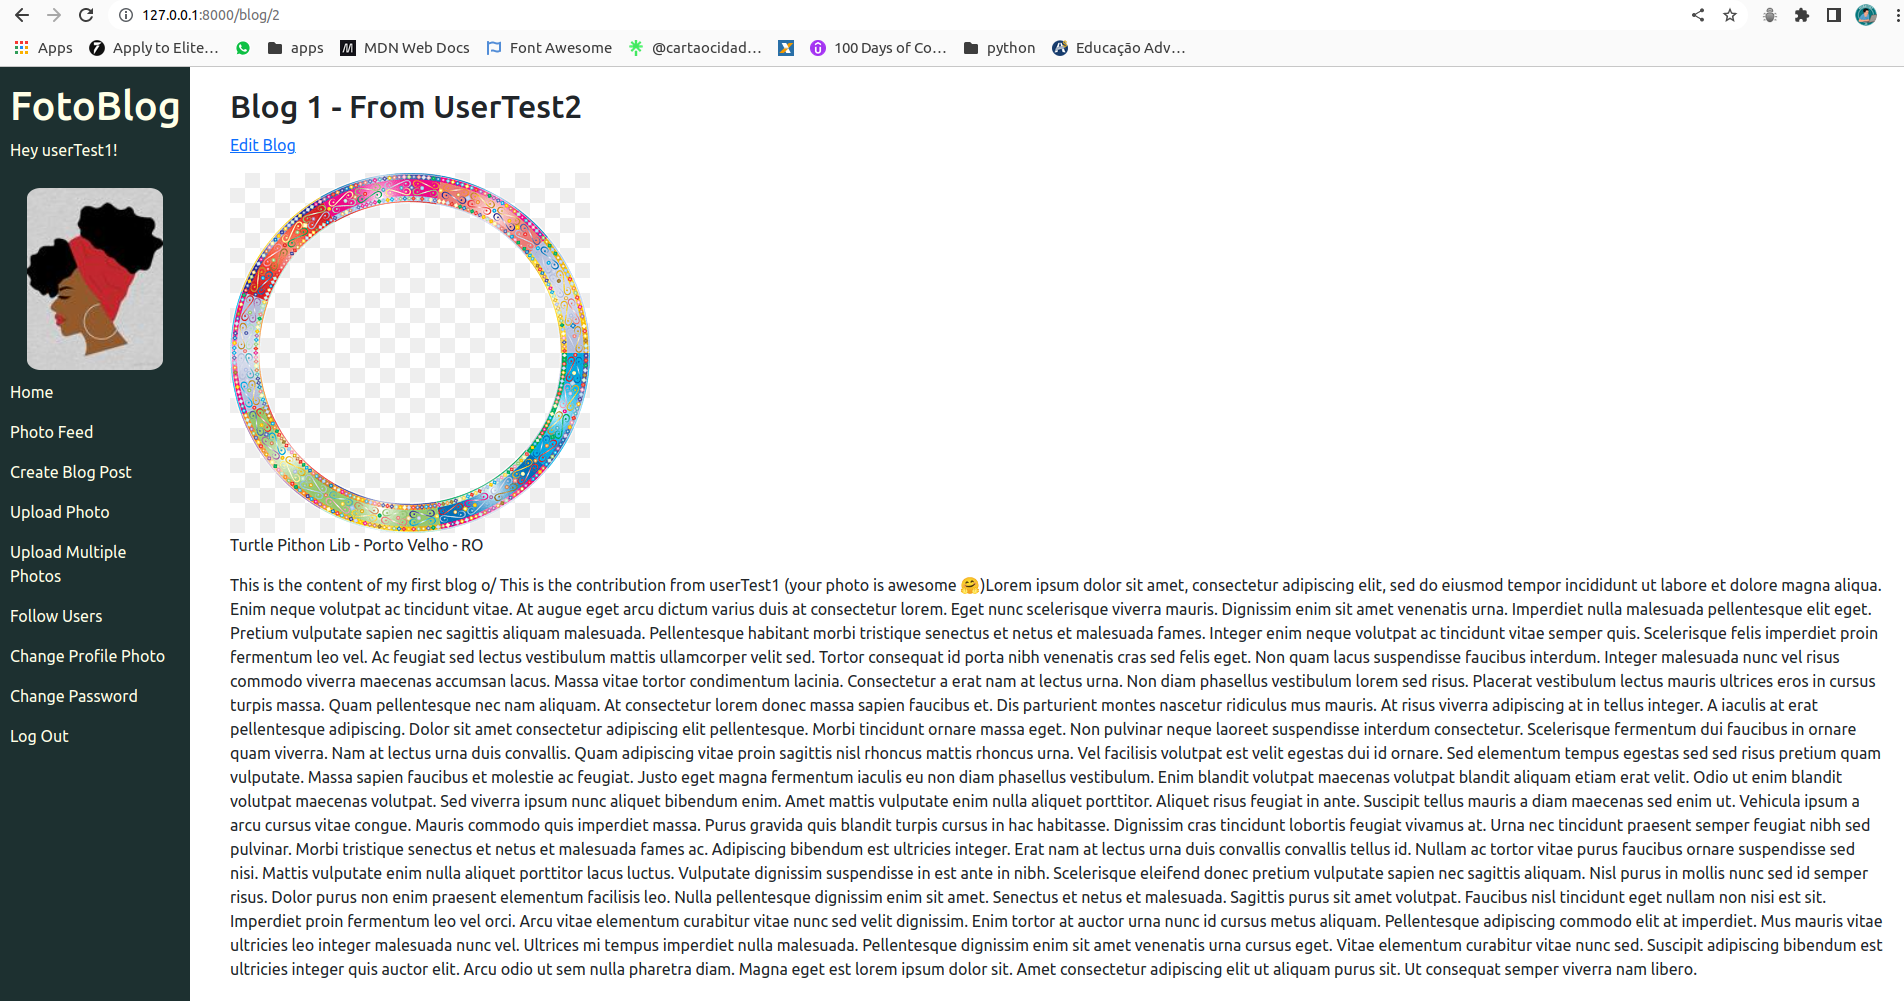 127.0.0.1:8000/blog/2
Apps
Apply to Elite…
apps
MDN Web Docs
Font Awesome
@cartaocidad…
100 Days of Co…
python
Educação Adv…
FotoBlog
Hey userTest1!
Home
Photo Feed
Create Blog Post
Upload Photo
Upload Multiple
Photos
Follow Users
Change Profile Photo
Change Password
Log Out
Blog 1 - From UserTest2
Edit Blog
Turtle Pithon Lib - Porto Velho - RO
This is the content of my first blog o/ This is the contribution from userTest1 (your photo is awesome 🤗)Lorem ipsum dolor sit amet, consectetur adipiscing elit, sed do eiusmod tempor incididunt ut labore et dolore magna aliqua.
Enim neque volutpat ac tincidunt vitae. At augue eget arcu dictum varius duis at consectetur lorem. Eget nunc scelerisque viverra mauris. Dignissim enim sit amet venenatis urna. Imperdiet nulla malesuada pellentesque elit eget.
Pretium vulputate sapien nec sagittis aliquam malesuada. Pellentesque habitant morbi tristique senectus et netus et malesuada fames. Integer enim neque volutpat ac tincidunt vitae semper quis. Scelerisque felis imperdiet proin
fermentum leo vel. Ac feugiat sed lectus vestibulum mattis ullamcorper velit sed. Tortor consequat id porta nibh venenatis cras sed felis eget. Non quam lacus suspendisse faucibus interdum. Integer malesuada nunc vel risus
commodo viverra maecenas accumsan lacus. Massa vitae tortor condimentum lacinia. Consectetur a erat nam at lectus urna. Non diam phasellus vestibulum lorem sed risus. Placerat vestibulum lectus mauris ultrices eros in cursus
turpis massa. Quam pellentesque nec nam aliquam. At consectetur lorem donec massa sapien faucibus et. Dis parturient montes nascetur ridiculus mus mauris. At risus viverra adipiscing at in tellus integer. A iaculis at erat
pellentesque adipiscing. Dolor sit amet consectetur adipiscing elit pellentesque. Morbi tincidunt ornare massa eget. Non pulvinar neque laoreet suspendisse interdum consectetur. Scelerisque fermentum dui faucibus in ornare
quam viverra. Nam at lectus urna duis convallis. Quam adipiscing vitae proin sagittis nisl rhoncus mattis rhoncus urna. Vel facilisis volutpat est velit egestas dui id ornare. Sed elementum tempus egestas sed sed risus pretium quam
vulputate. Massa sapien faucibus et molestie ac feugiat. Justo eget magna fermentum iaculis eu non diam phasellus vestibulum. Enim blandit volutpat maecenas volutpat blandit aliquam etiam erat velit. Odio ut enim blandit
volutpat maecenas volutpat. Sed viverra ipsum nunc aliquet bibendum enim. Amet mattis vulputate enim nulla aliquet porttitor. Aliquet risus feugiat in ante. Suscipit tellus mauris a diam maecenas sed enim ut. Vehicula ipsum a
arcu cursus vitae congue. Mauris commodo quis imperdiet massa. Purus gravida quis blandit turpis cursus in hac habitasse. Dignissim cras tincidunt lobortis feugiat vivamus at. Urna nec tincidunt praesent semper feugiat nibh sed
pulvinar. Morbi tristique senectus et netus et malesuada fames ac. Adipiscing bibendum est ultricies integer. Erat nam at lectus urna duis convallis convallis tellus id. Nullam ac tortor vitae purus faucibus ornare suspendisse sed
nisi. Mattis vulputate enim nulla aliquet porttitor lacus luctus. Vulputate dignissim suspendisse in est ante in nibh. Scelerisque eleifend donec pretium vulputate sapien nec sagittis aliquam. Nisl purus in mollis nunc sed id semper
risus. Dolor purus non enim praesent elementum facilisis leo. Nulla pellentesque dignissim enim sit amet. Senectus et netus et malesuada. Sagittis purus sit amet volutpat. Faucibus nisl tincidunt eget nullam non nisi est sit.
Imperdiet proin fermentum leo vel orci. Arcu vitae elementum curabitur vitae nunc sed velit dignissim. Enim tortor at auctor urna nunc id cursus metus aliquam. Pellentesque adipiscing commodo elit at imperdiet. Mus mauris vitae
ultricies leo integer malesuada nunc vel. Ultrices mi tempus imperdiet nulla malesuada. Pellentesque dignissim enim sit amet venenatis urna cursus eget. Vitae elementum curabitur vitae nunc sed. Suscipit adipiscing bibendum est
ultricies integer quis auctor elit. Arcu odio ut sem nulla pharetra diam. Magna eget est lorem ipsum dolor sit. Amet consectetur adipiscing elit ut aliquam purus sit. Ut consequat semper viverra nam libero.